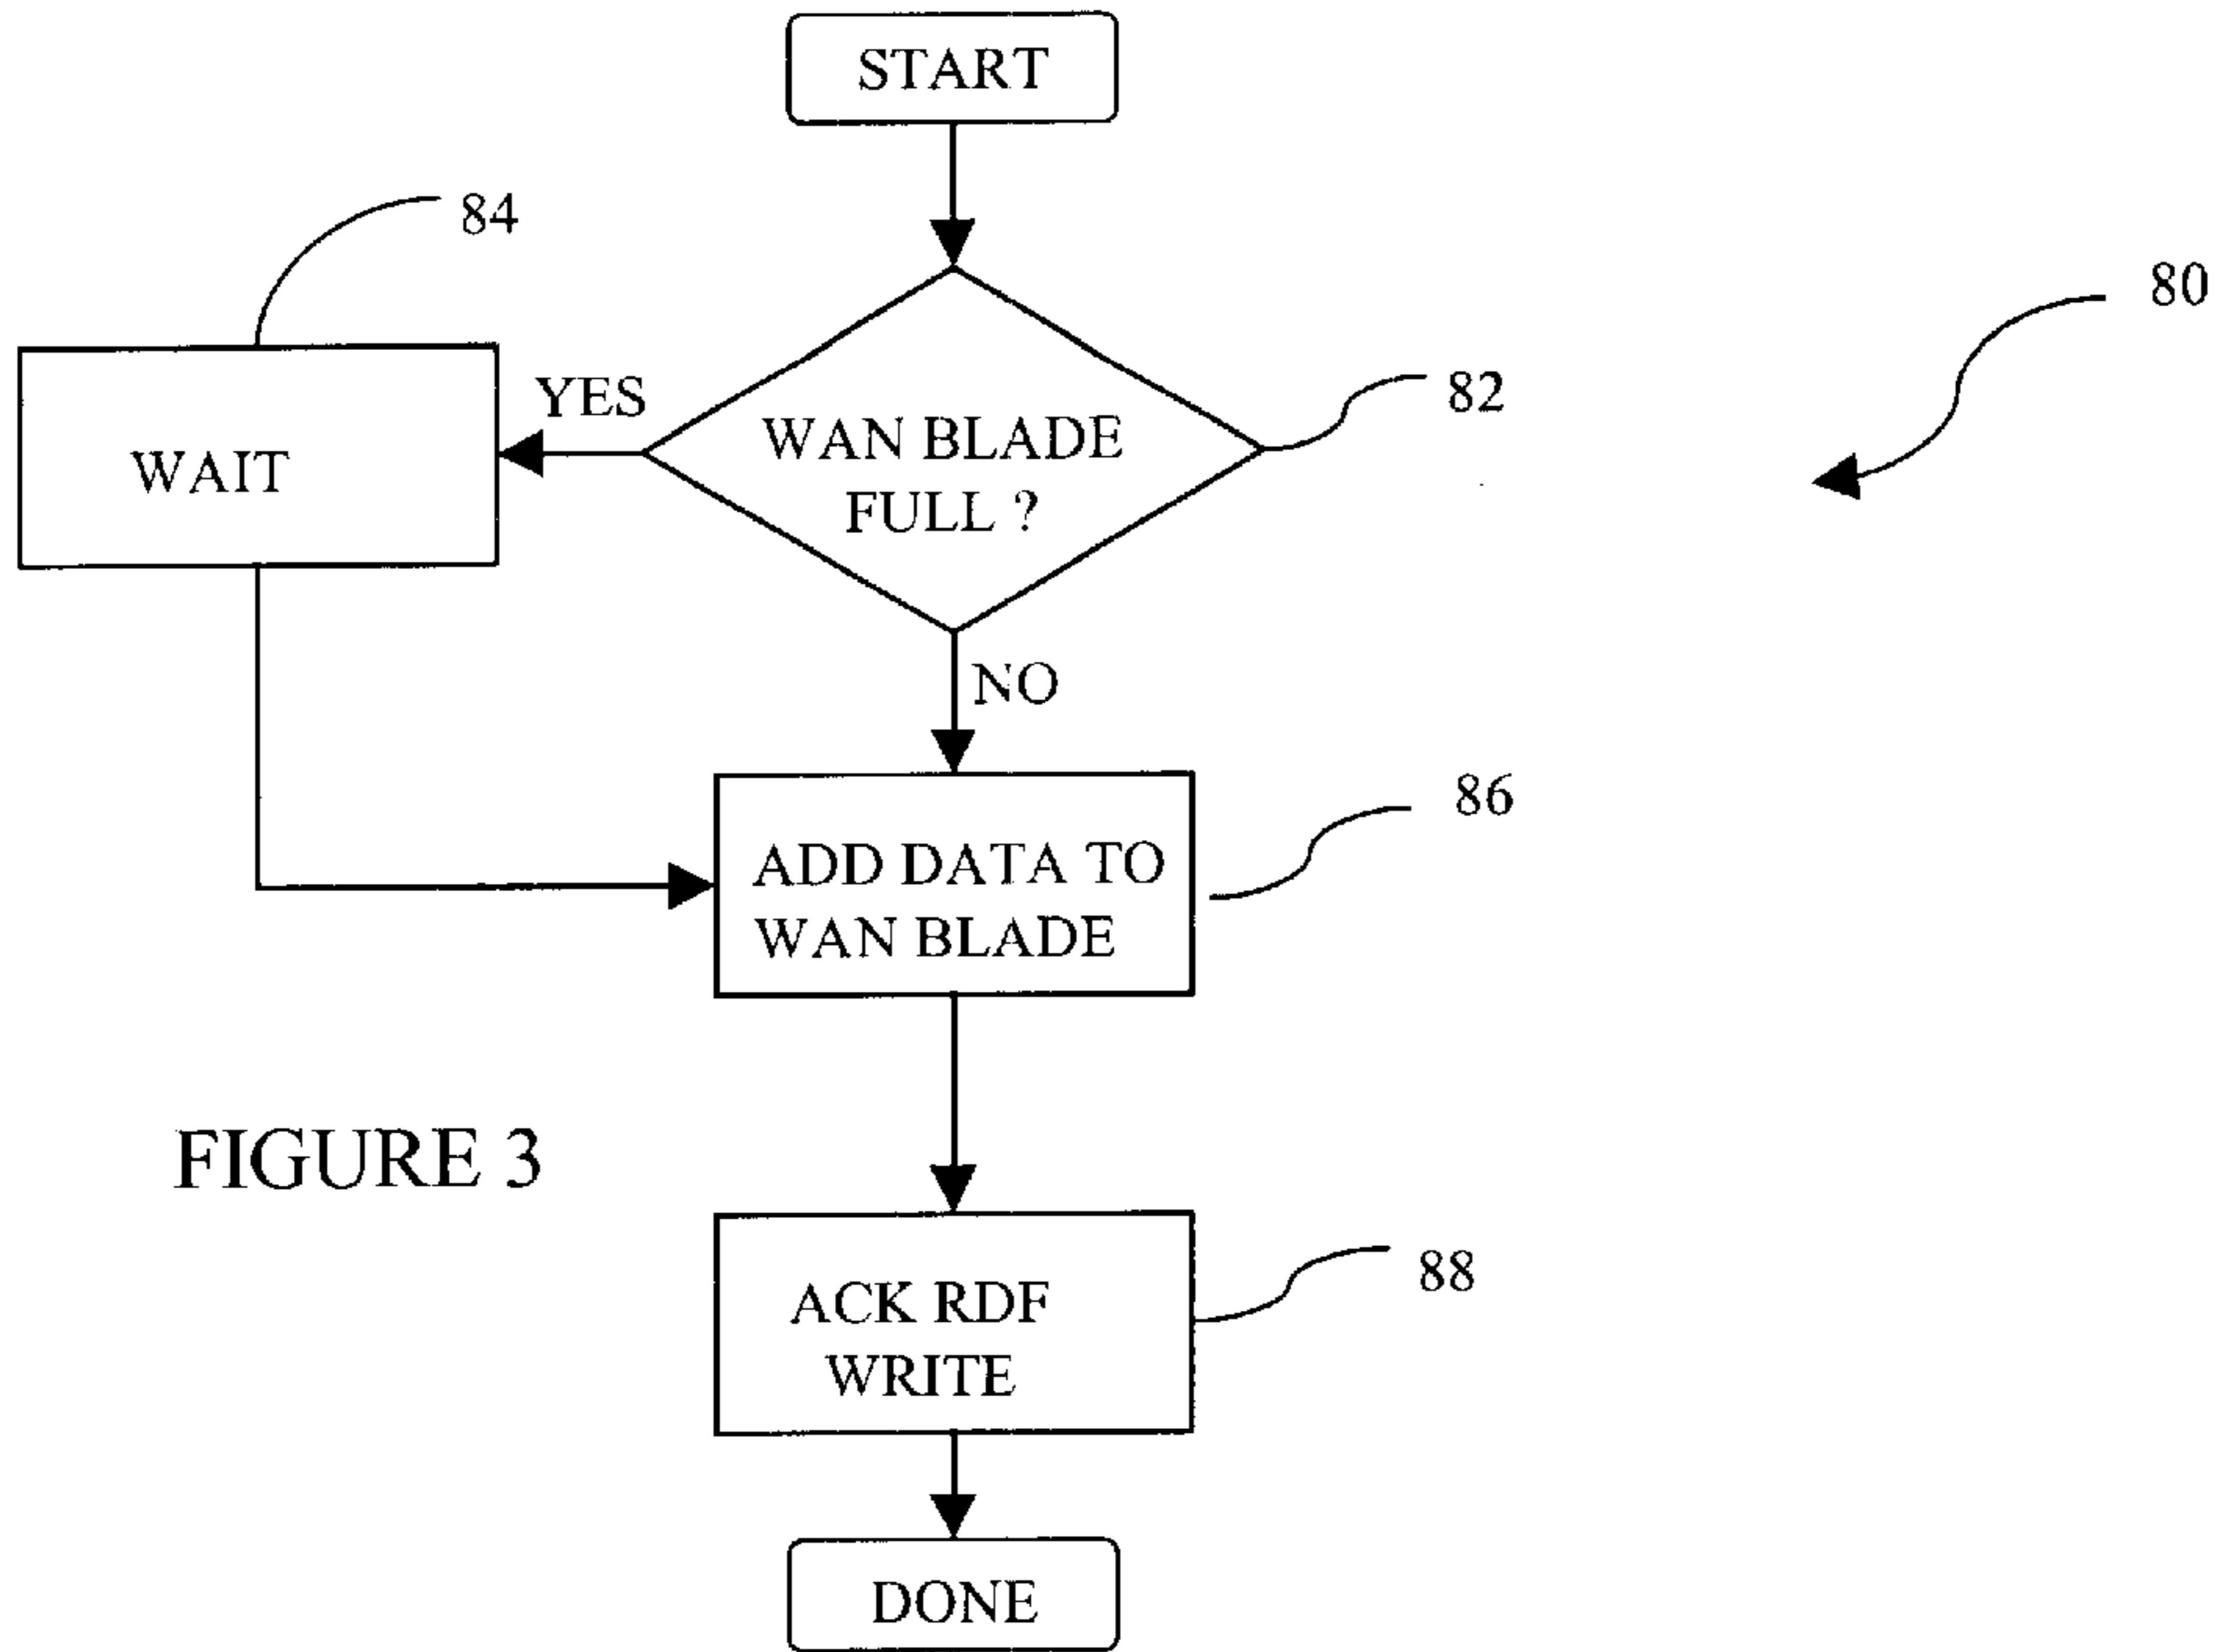 START
84
80
YES
82
WAN BLADE
FULL ?
WAIT
NO
86
ADD DATA TO
WAN BLADE
FIGURE 3
88
ACK RDF
WRITE
DONE